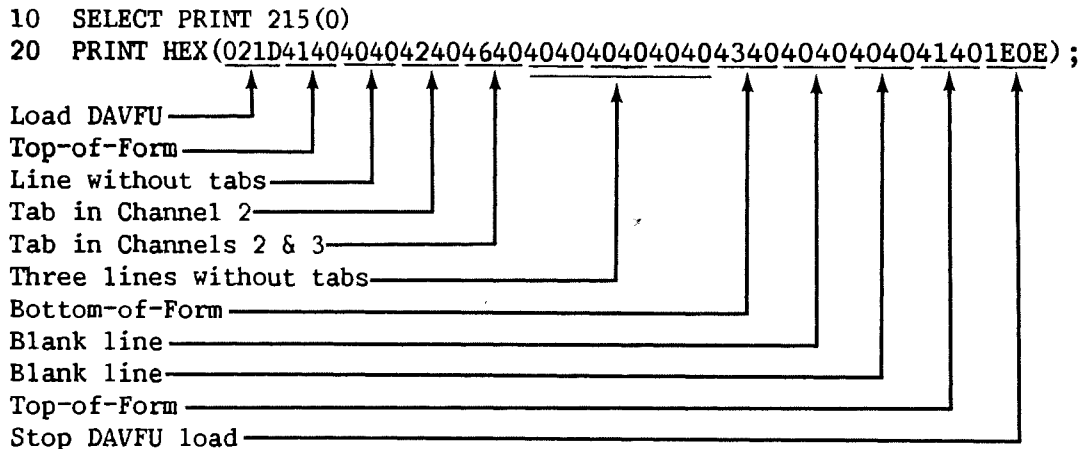 10 SELECT PRINT 215(0)
20 PRINT HEX(021D414040404240464040404040404043404040404041401E0E);
Load DAVFU
Top-of-Form
Line without tabs
Tab in Channel 2
Tab in Channels 2 & 3
Three lines without tabs
Bottom-of-Form
Blank line
Blank line
Top-of-Form
Stop DAVFU load